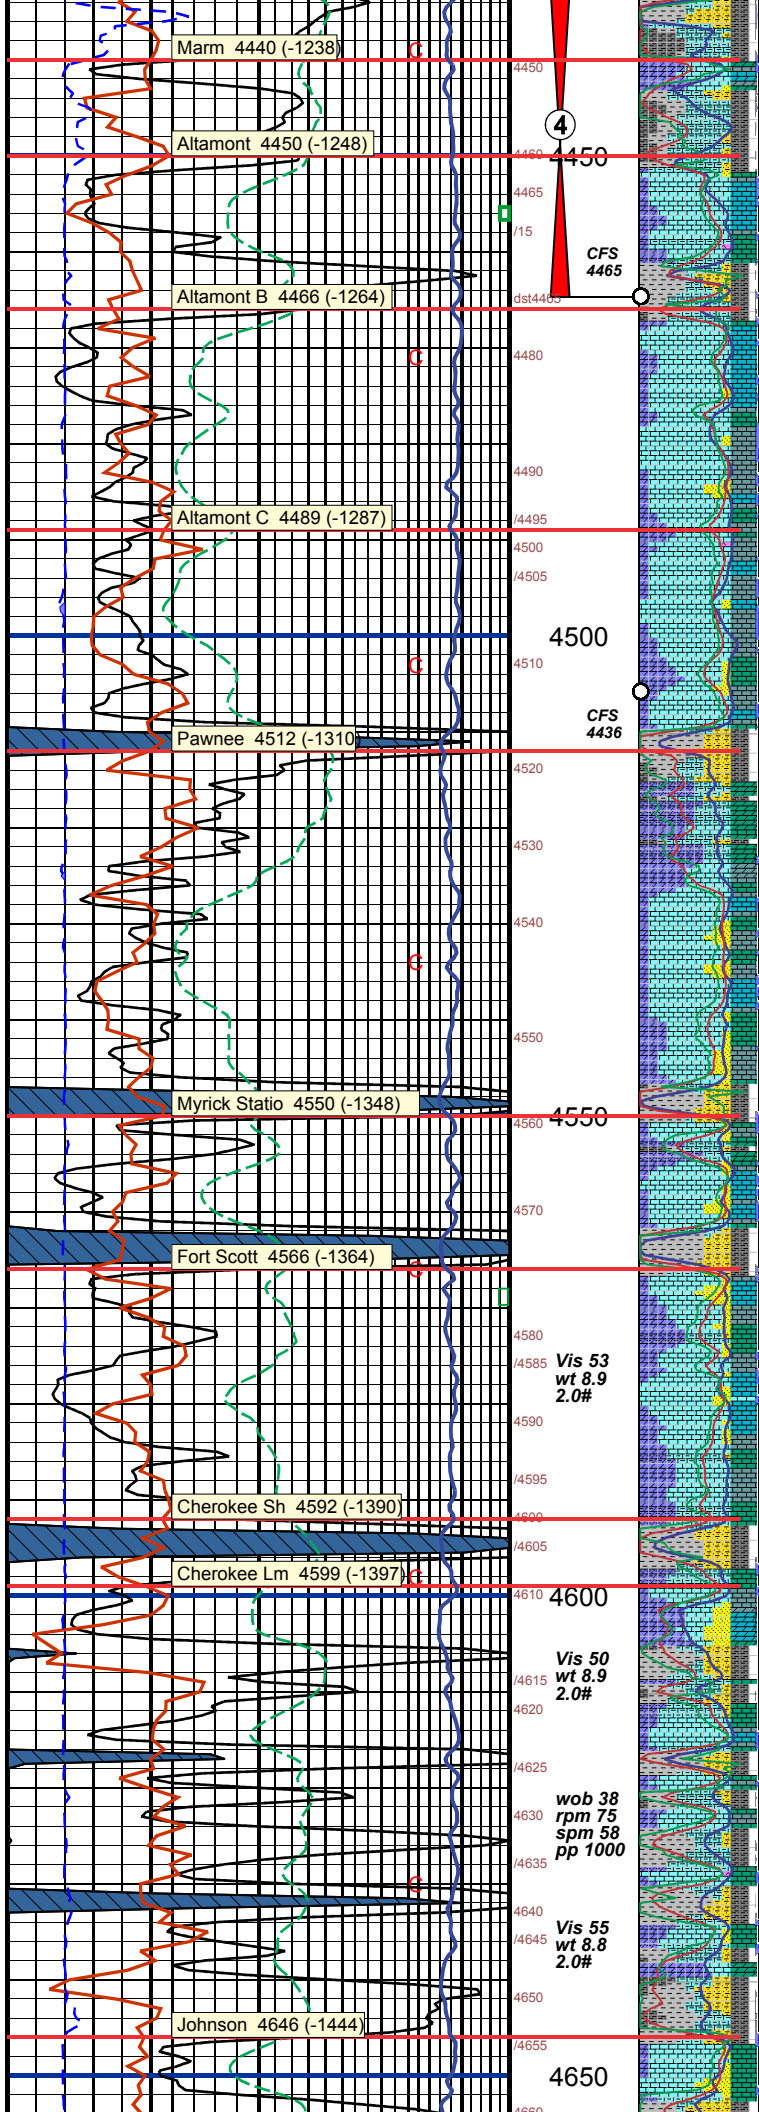 Marm 4440 (-1238)
C
4450
4
Altamont 4450 (-1248)
4460
4450
4465
/15
CFS
4465
Altamont B 4466 (-1264)
dst4465
C
4480
4490
Altamont C 4489 (-1287)
/4495
4500
/4505
4500
C
4510
CFS
4436
Pawnee 4512 (-1310)
4520
4530
4540
C
4550
Myrick Statio 4550 (-1348)
4550
4560
4570
Fort Scott 4566 (-1364)
C
4580
/4585
Vis 53
wt 8.9
2.0#
4590
/4595
Cherokee Sh 4592 (-1390)
4600
/4605
Cherokee Lm 4599 (-1397)
C
4610
4600
Vis 50
wt 8.9
2.0#
/4615
4620
/4625
wob 38
rpm 75
spm 58
pp 1000
4630
/4635
C
4640
/4645
Vis 55
wt 8.8
2.0#
4650
Johnson 4646 (-1444)
/4655
4650
4660